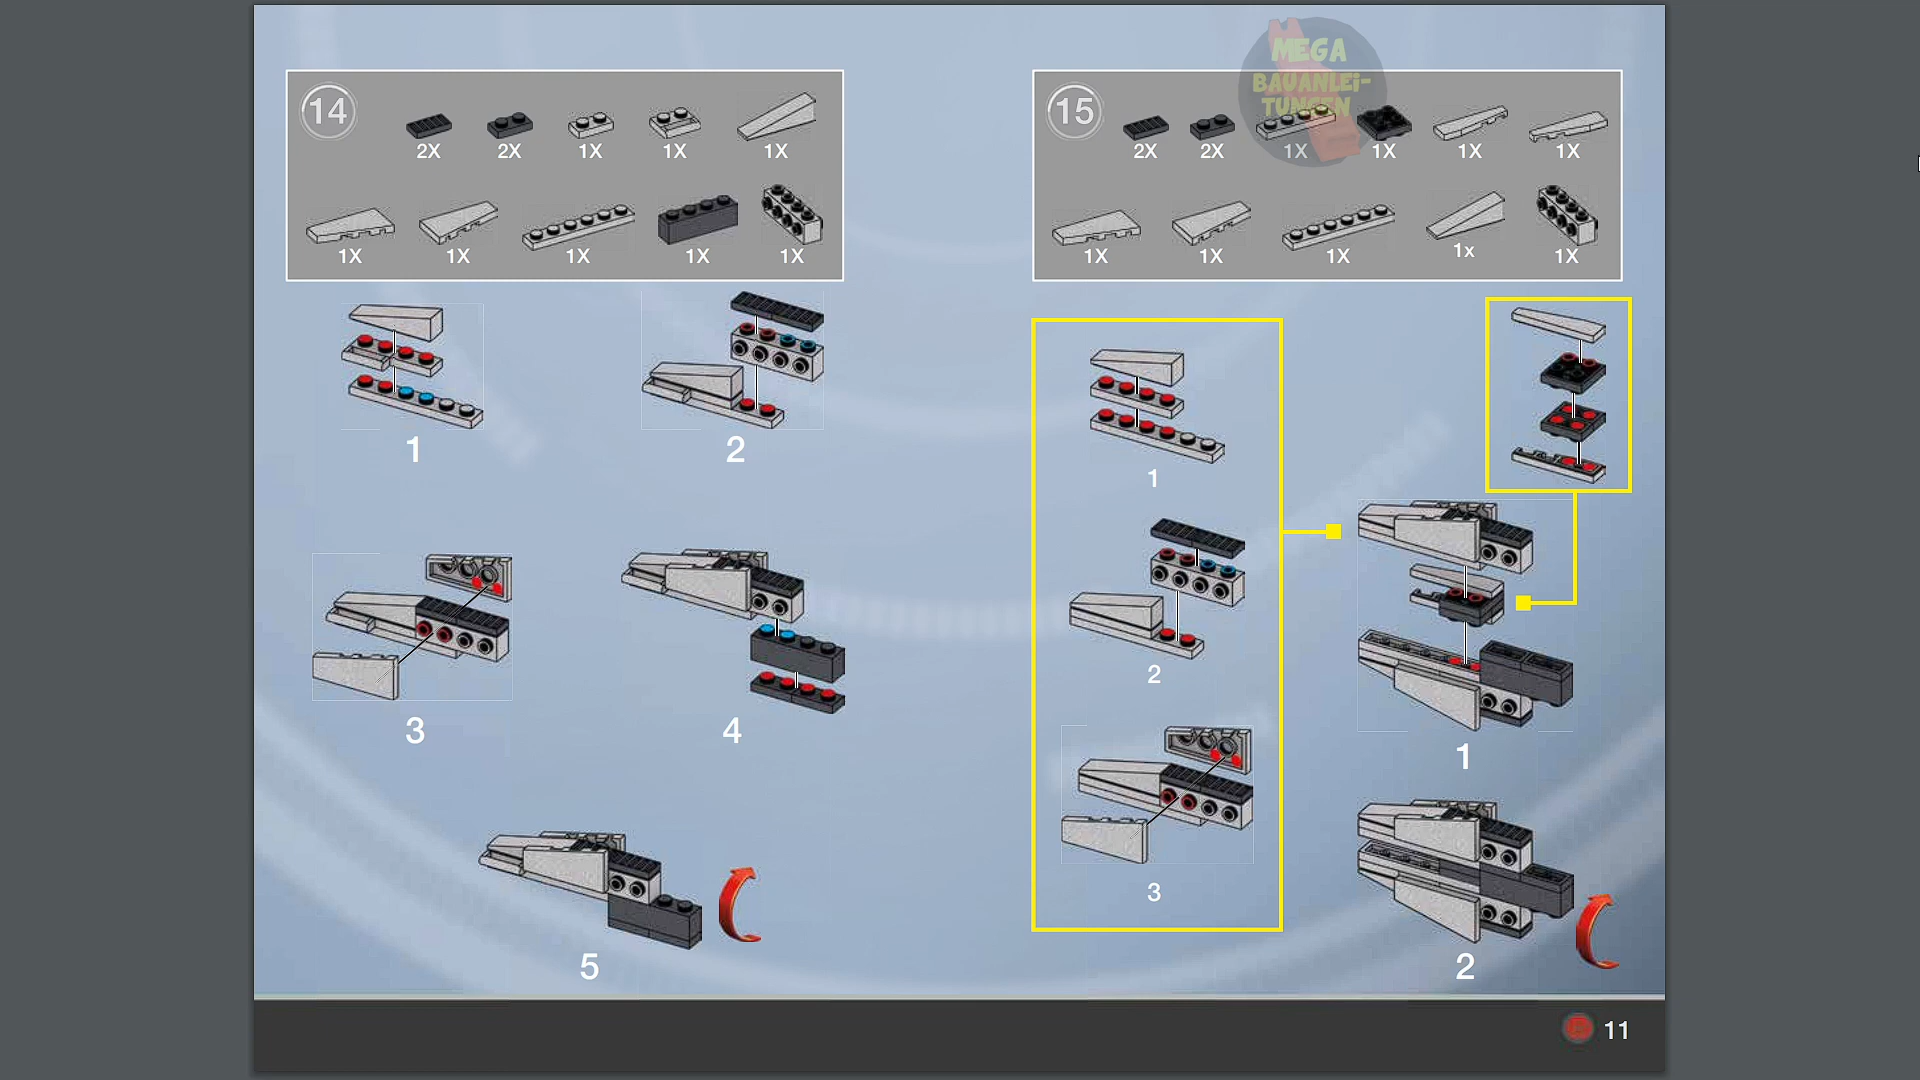 14
2X 2X 1X 1X 1X
1X 1X 1X 1X 1X
1
2
3
4
5
MEGA
BAUANLEi-
TUNGEN
15
2X 2X 1X 1X 1X 1X
1X 1X 1X 1x 1X
1
2
3
1
2
11